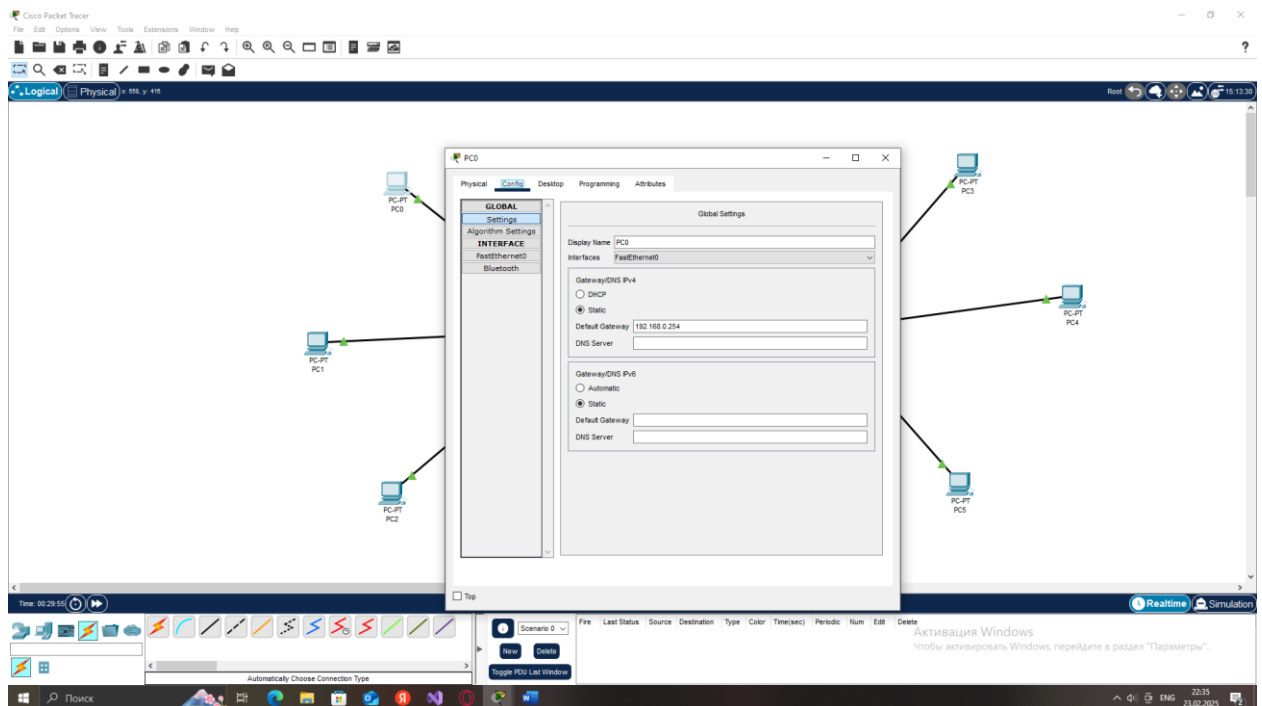 Cisco Packet Tracer
File Edit Options View Tools Extensions Window Help
?
Logical Physical x: 658, y: 416 Root 15:13:30
PC0
Physical Config Desktop Programming Attributes
GLOBAL
Settings
Algorithm Settings
INTERFACE
FastEthernet0
Bluetooth
Global Settings
Display Name PC0
Interfaces FastEthernet0
Gateway/DNS IPv4
DHCP
Static
Default Gateway 192.168.0.254
DNS Server
Gateway/DNS IPv6
Automatic
Static
Default Gateway
DNS Server
Top
PC-PT
PC0
PC-PT
PC1
PC-PT
PC2
PC-PT
PC3
PC-PT
PC4
PC-PT
PC5
Time: 00:29:55 Realtime Simulation
Scenario 0 Fire Last Status Source Destination Type Color Time(sec) Periodic Num Edit Delete
New Delete
Toggle PDU List Window
Automatically Choose Connection Type
Активация Windows
Чтобы активировать Windows, перейдите в раздел "Параметры".
Поиск ENG 22:35
23.02.2025